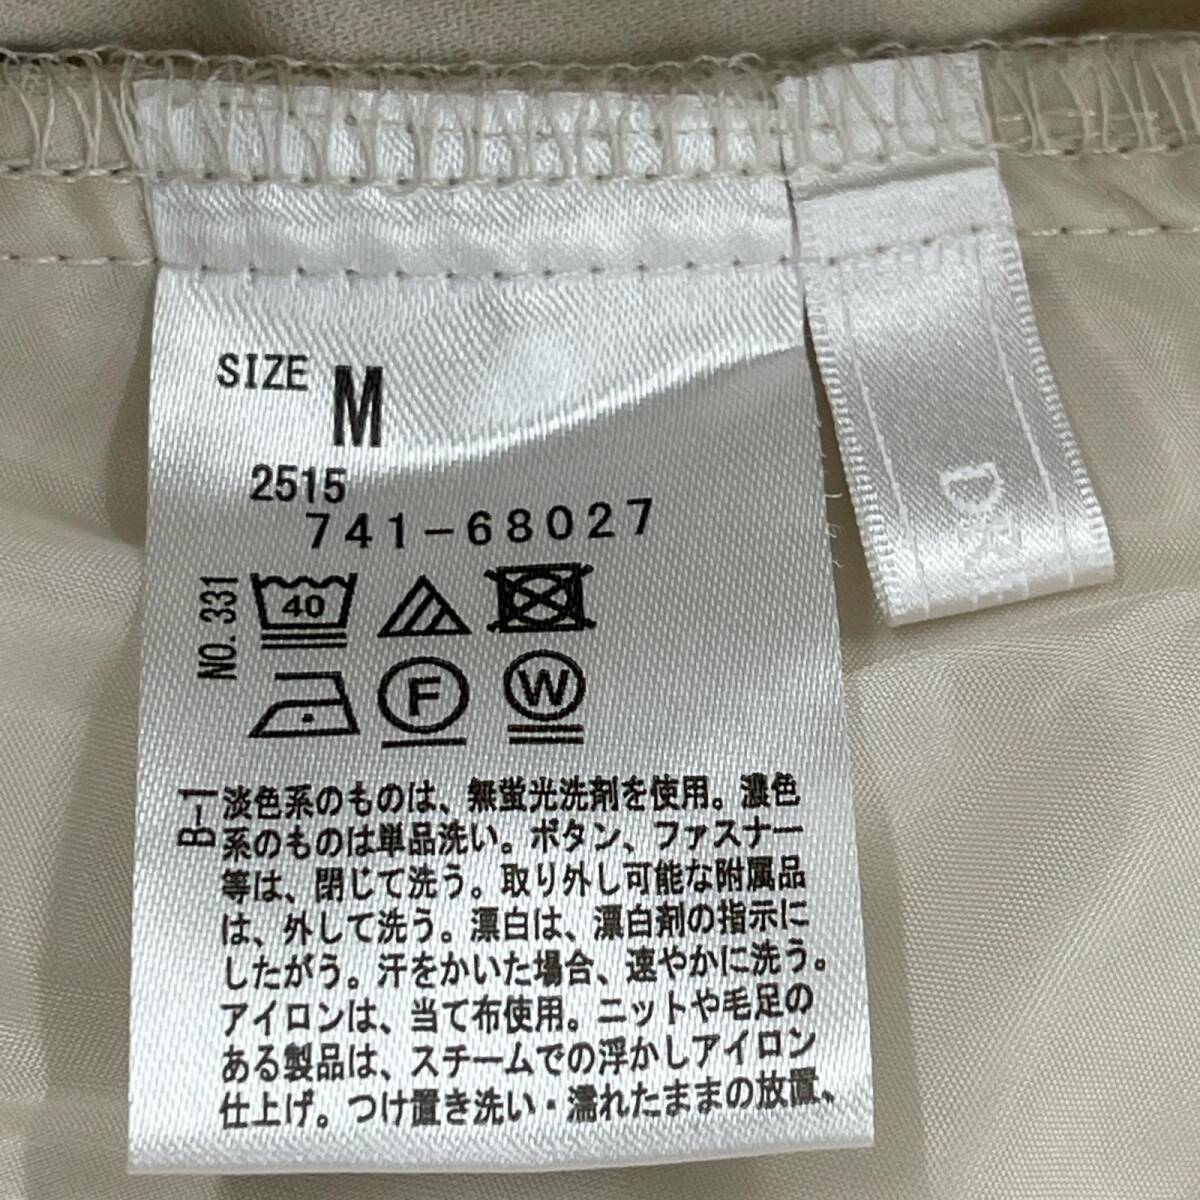 SIZE M
2515
741-68027
NO. 331
40
F
W
B-1
淡色系のものは、無蛍光洗剤を使用。濃色
系のものは単品洗い。ボタン、ファスナー
等は、閉じて洗う。取り外し可能な附属品
は、外して洗う。漂白は、漂白剤の指示に
したがう。汗をかいた場合、速やかに洗う。
アイロンは、当て布使用。ニットや毛足の
ある製品は、スチームでの浮かしアイロン
仕上げ。つけ置き洗い・濡れたままの放置、